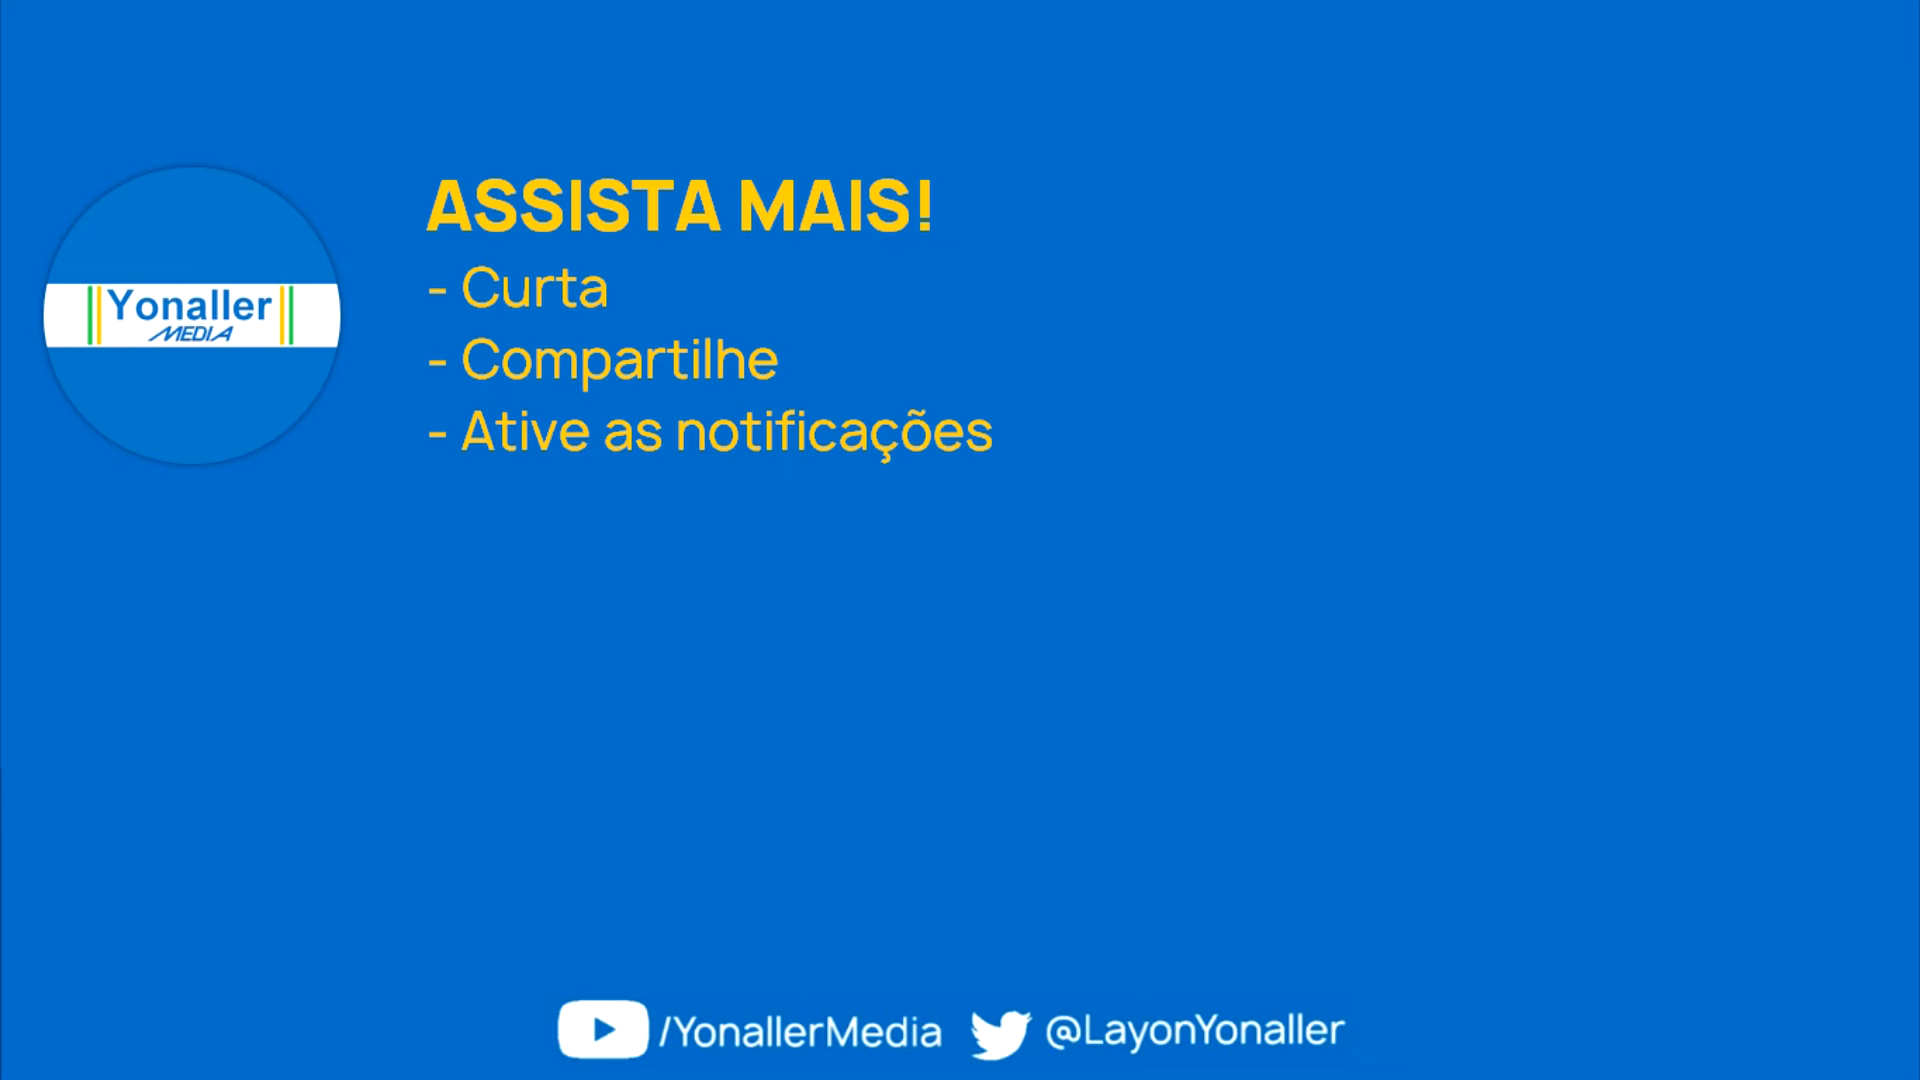 Yonaller
MEDIA
ASSISTA MAIS!
- Curta
- Compartilhe
- Ative as notificações
/YonallerMedia
@LayonYonaller